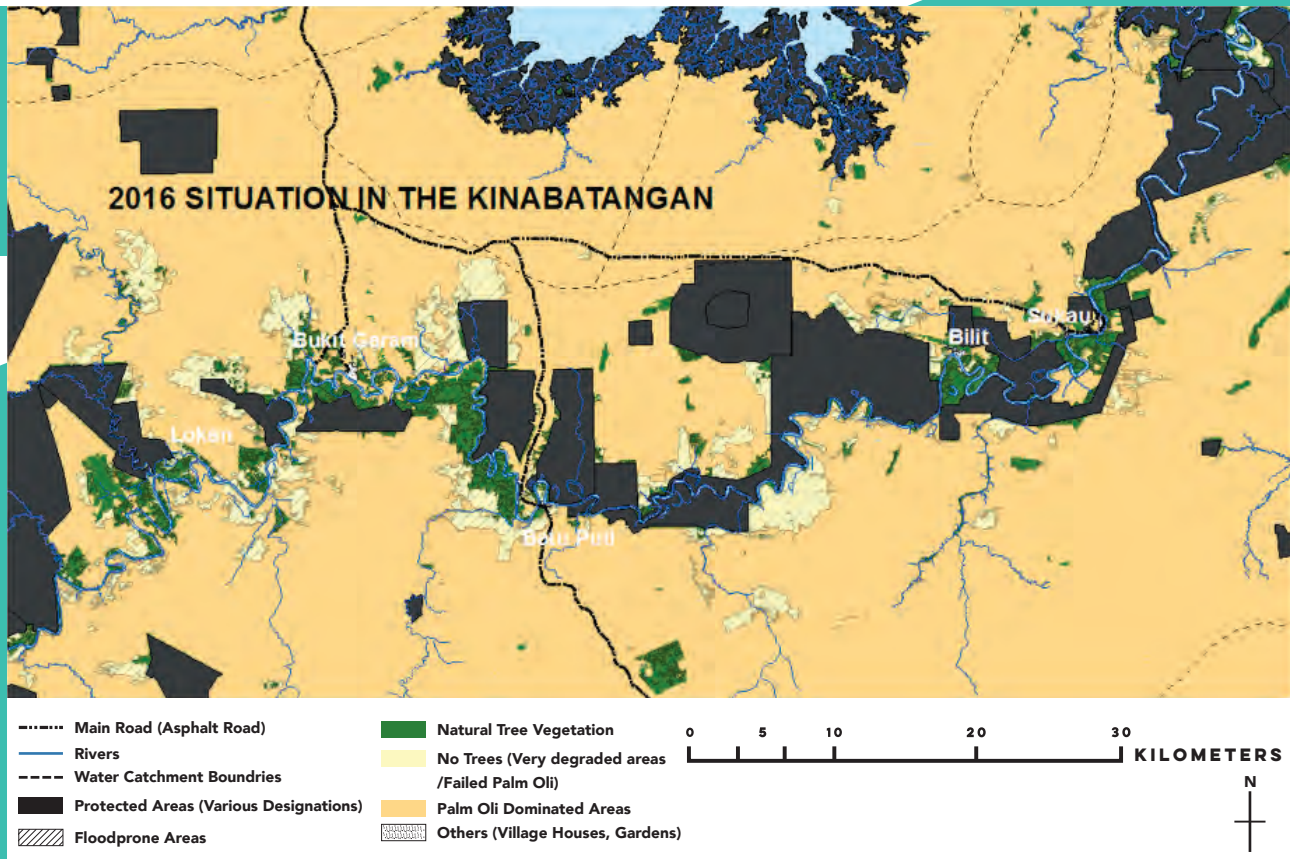 2016 SITUATION IN THE KINABATANGAN
Sukau
Bilit
Bukit Garam
Lokan
Batu Puti
Main Road (Asphalt Road)
Rivers
Water Catchment Boundries
Protected Areas (Various Designations)
Floodprone Areas
Natural Tree Vegetation
No Trees (Very degraded areas
/Failed Palm Oli)
Palm Oli Dominated Areas
Others (Village Houses, Gardens)
0 5 10 20 30
KILOMETERS
N